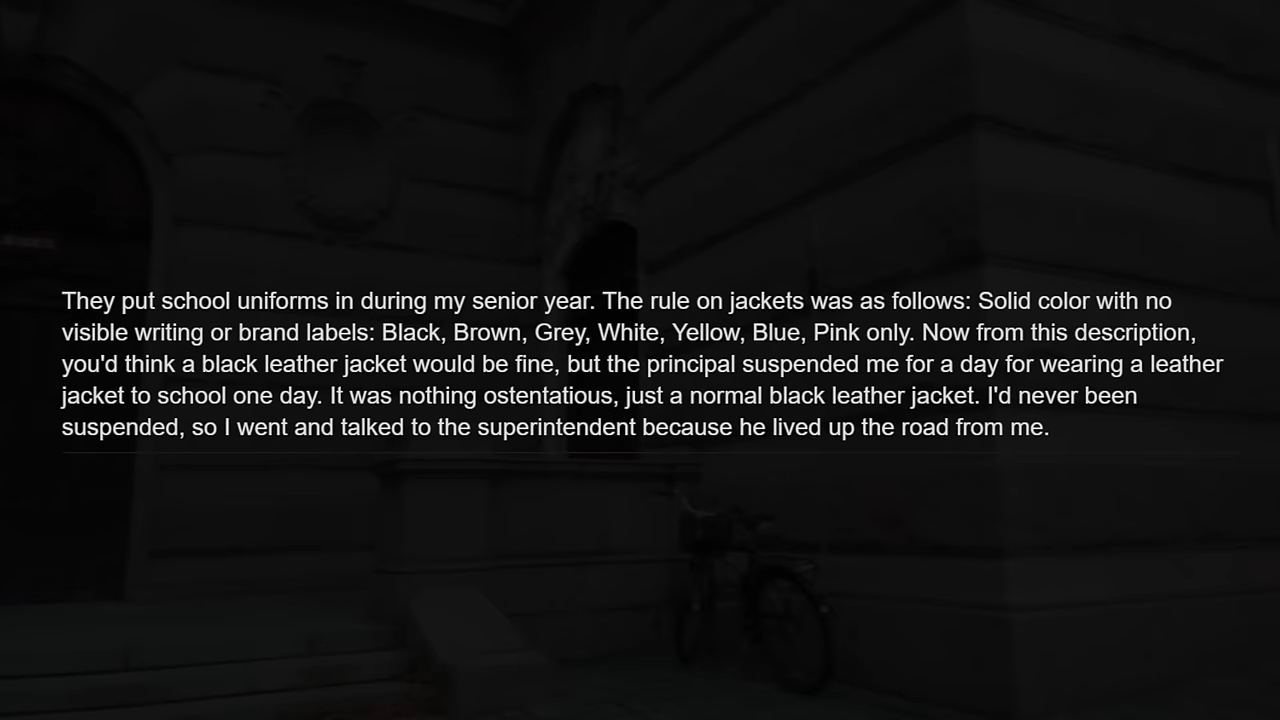 They put school uniforms in during my senior year. The rule on jackets was as follows: Solid color with no
visible writing or brand labels: Black, Brown, Grey, White, Yellow, Blue, Pink only. Now from this description,
you'd think a black leather jacket would be fine, but the principal suspended me for a day for wearing a leather
jacket to school one day. It was nothing ostentatious, just a normal black leather jacket. I'd never been
suspended, so I went and talked to the superintendent because he lived up the road from me.